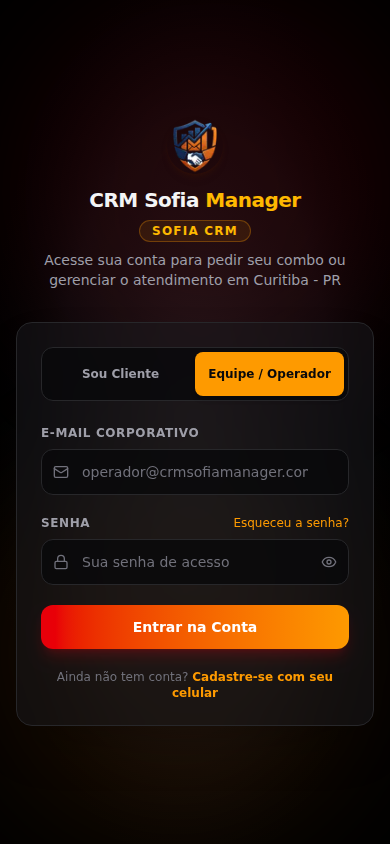 CRM Sofia Manager
SOFIA CRM
Acesse sua conta para pedir seu combo ou
gerenciar o atendimento em Curitiba - PR
Sou Cliente
Equipe / Operador
E-MAIL CORPORATIVO
operador@crmsofiamanager.cor
SENHA
Esqueceu a senha?
Sua senha de acesso
Entrar na Conta
Ainda não tem conta? Cadastre-se com seu
celular